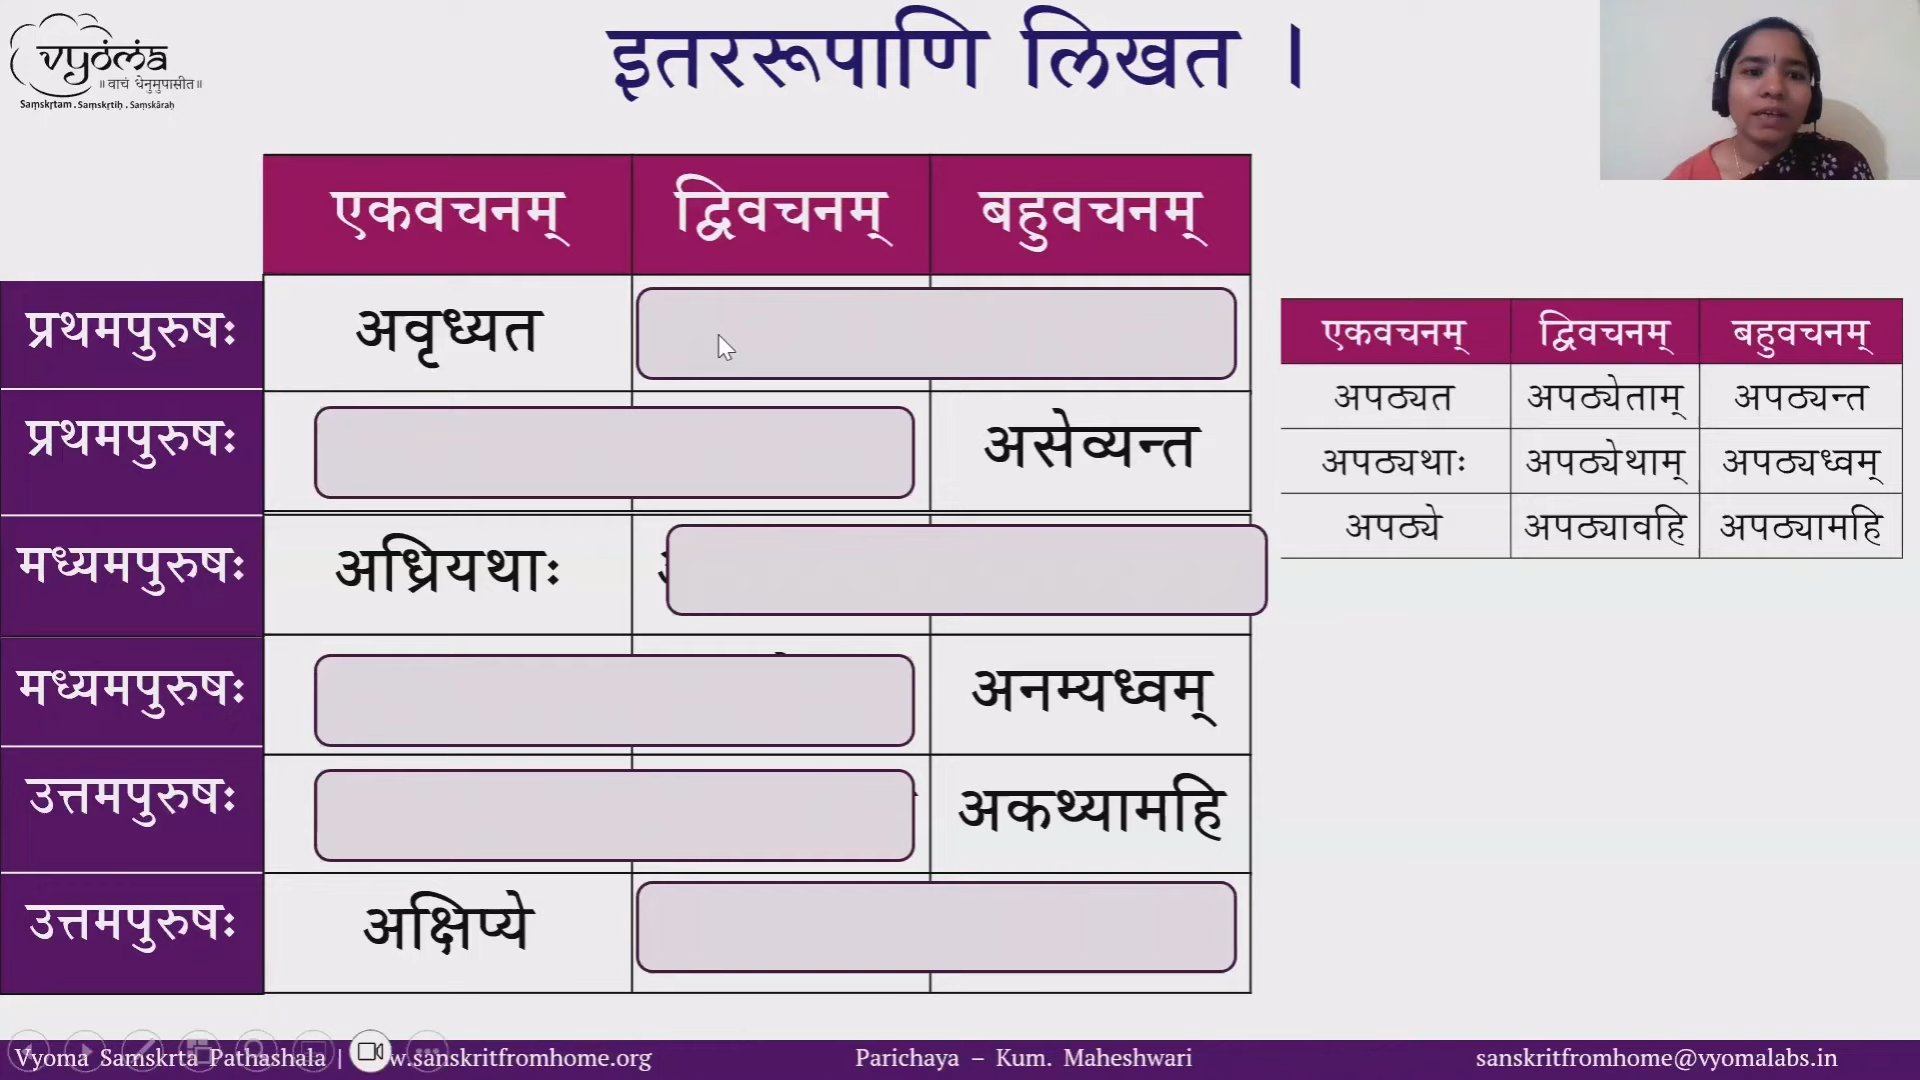 vyoma
॥ वाचं धेनुमुपासीत॥
Saṃskṛtam . Saṃskṛtiḥ . Saṃskāraḥ
इतररूपाणि लिखत ।
एकवचनम् द्विवचनम् बहुवचनम्
प्रथमपुरुषः अवृध्यत
प्रथमपुरुषः असेव्यन्त
मध्यमपुरुषः अध्रियथाः
मध्यमपुरुषः अनम्यध्वम्
उत्तमपुरुषः अकथ्यामहि
उत्तमपुरुषः अक्षिप्ये
एकवचनम् द्विवचनम् बहुवचनम्
अपठ्यत अपठ्येताम् अपठ्यन्त
अपठ्यथाः अपठ्येथाम् अपठ्यध्वम्
अपठ्ये अपठ्यावहि अपठ्यामहि
Vyoma Samskrta Pathashala | w.sanskritfromhome.org
Parichaya – Kum. Maheshwari
sanskritfromhome@vyomalabs.in